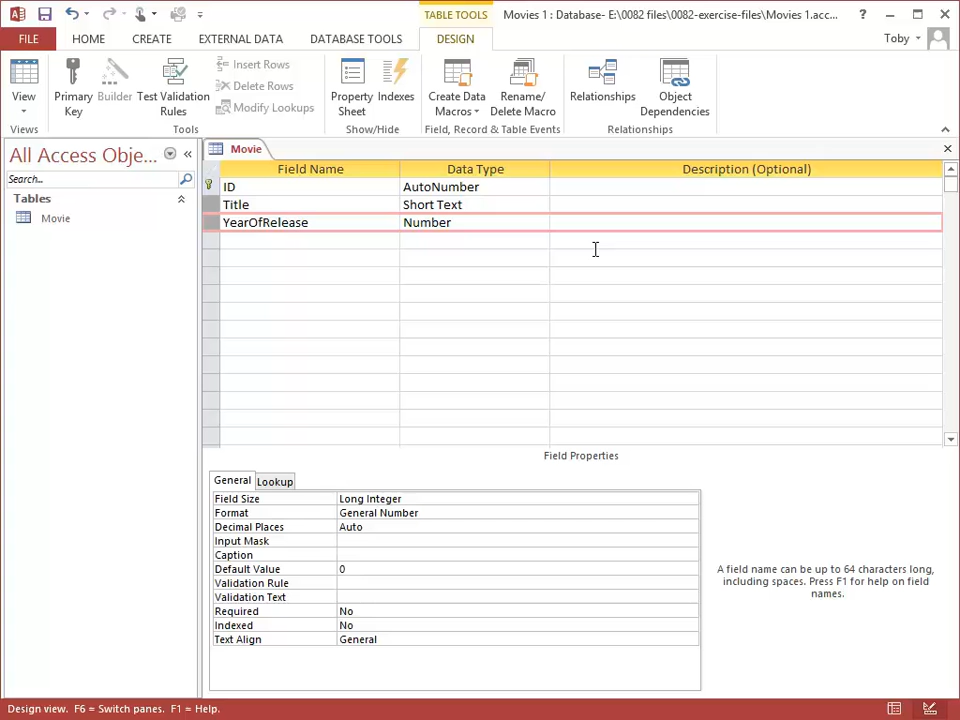 TABLE TOOLS
Movies 1 : Database- E:\0082 files\0082-exercise-files\Movies 1.acc...
?
FILE HOME CREATE EXTERNAL DATA DATABASE TOOLS DESIGN
Toby
View
Primary Key
Builder
Test Validation Rules
Insert Rows
Delete Rows
Modify Lookups
Property Sheet
Indexes
Create Data Macros
Rename/ Delete Macro
Relationships
Object Dependencies
Views
Tools
Show/Hide
Field, Record & Table Events
Relationships
All Access Obje...
Search...
Tables
Movie
Movie
Field Name Data Type Description (Optional)
ID AutoNumber
Title Short Text
YearOfRelease Number
Field Properties
General Lookup
Field Size Long Integer
Format General Number
Decimal Places Auto
Input Mask
Caption
Default Value 0
Validation Rule
Validation Text
Required No
Indexed No
Text Align General
A field name can be up to 64 characters long,
including spaces. Press F1 for help on field
names.
Design view. F6 = Switch panes. F1 = Help.